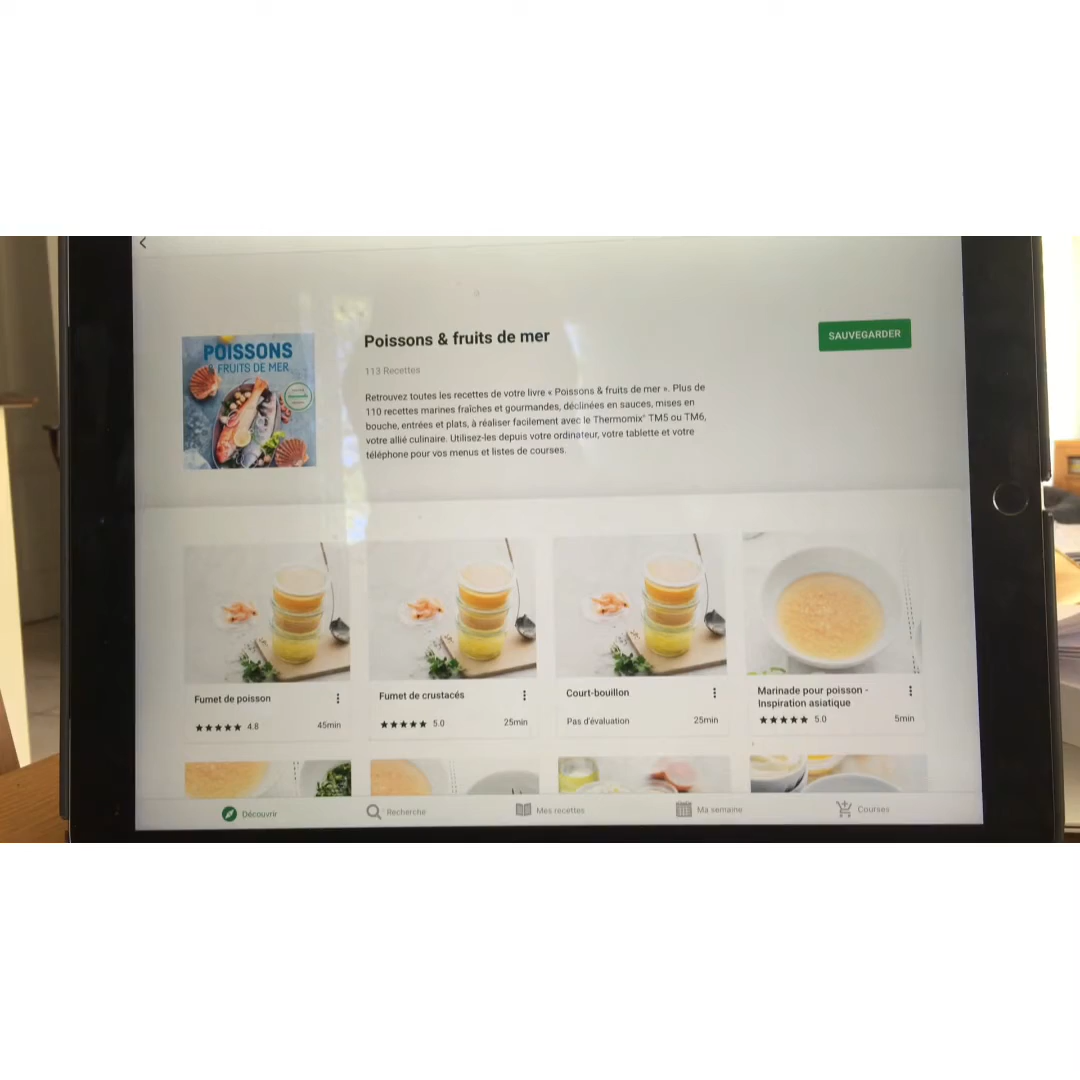 POISSONS
& FRUITS DE MER
Poissons & fruits de mer
SAUVEGARDER
113 Recettes
Retrouvez toutes les recettes de votre livre « Poissons & fruits de mer ». Plus de
110 recettes marines fraîches et gourmandes, déclinées en sauces, mises en
bouche, entrées et plats, à réaliser facilement avec le Thermomix® TM5 ou TM6,
votre allié culinaire. Utilisez-les depuis votre ordinateur, votre tablette et votre
téléphone pour vos menus et listes de courses.
Fumet de poisson
4.8
45min
Fumet de crustacés
5.0
25min
Court-bouillon
Pas d'évaluation
25min
Marinade pour poisson -
Inspiration asiatique
5.0
5min
Découvrir
Recherche
Mes recettes
Ma semaine
Courses